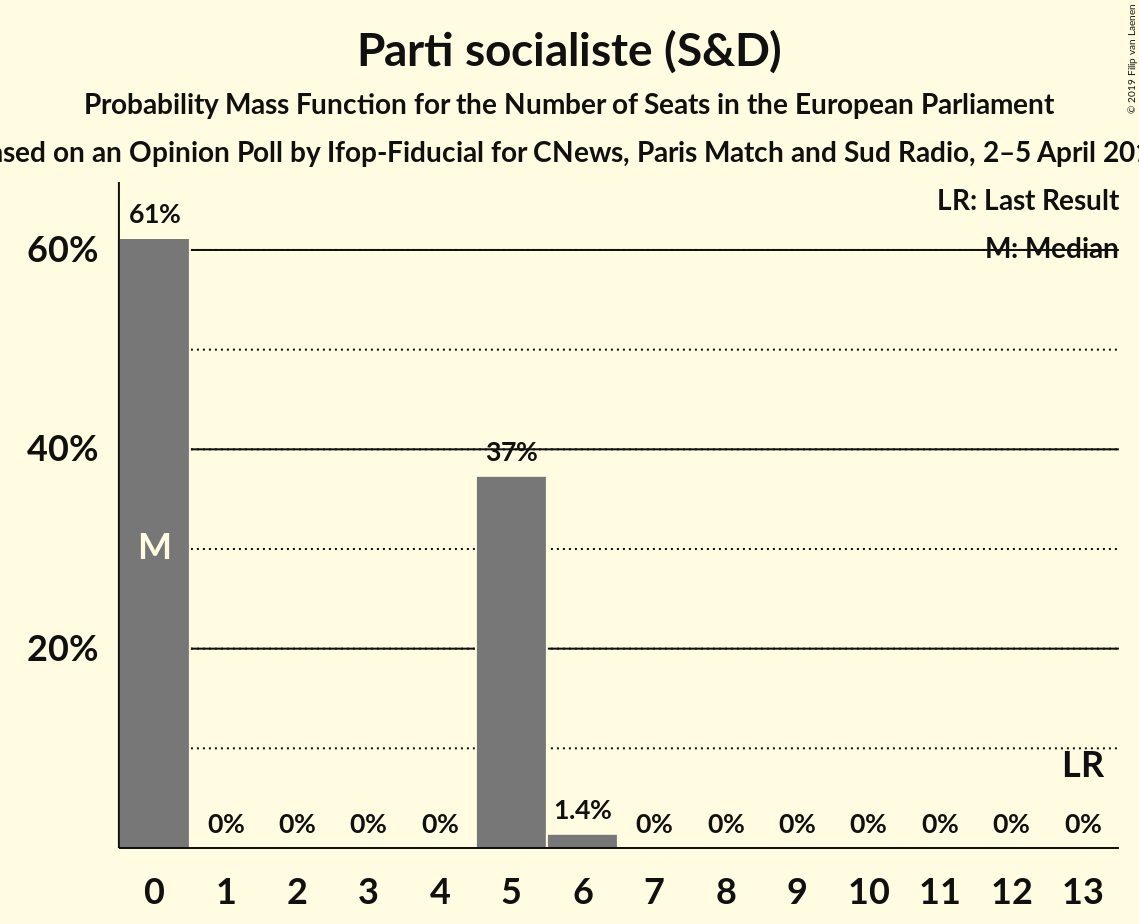 Parti socialiste (S&D)
Probability Mass Function for the Number of Seats in the European Parliament
on an Opinion Poll by Ifop-Fiducial for CNews, Paris Match and Sud Radio, 2–5 April
© 2019 Filip van Laenen
LR: Last Result
M: Median
61%
60%
37%
40%
M
20%
LR
1.4%
0% 0% 0% 0% 0% 0% 0% 0% 0% 0% 0%
0 1 2 3 4 5 6 7 8 9 10 11 12 13